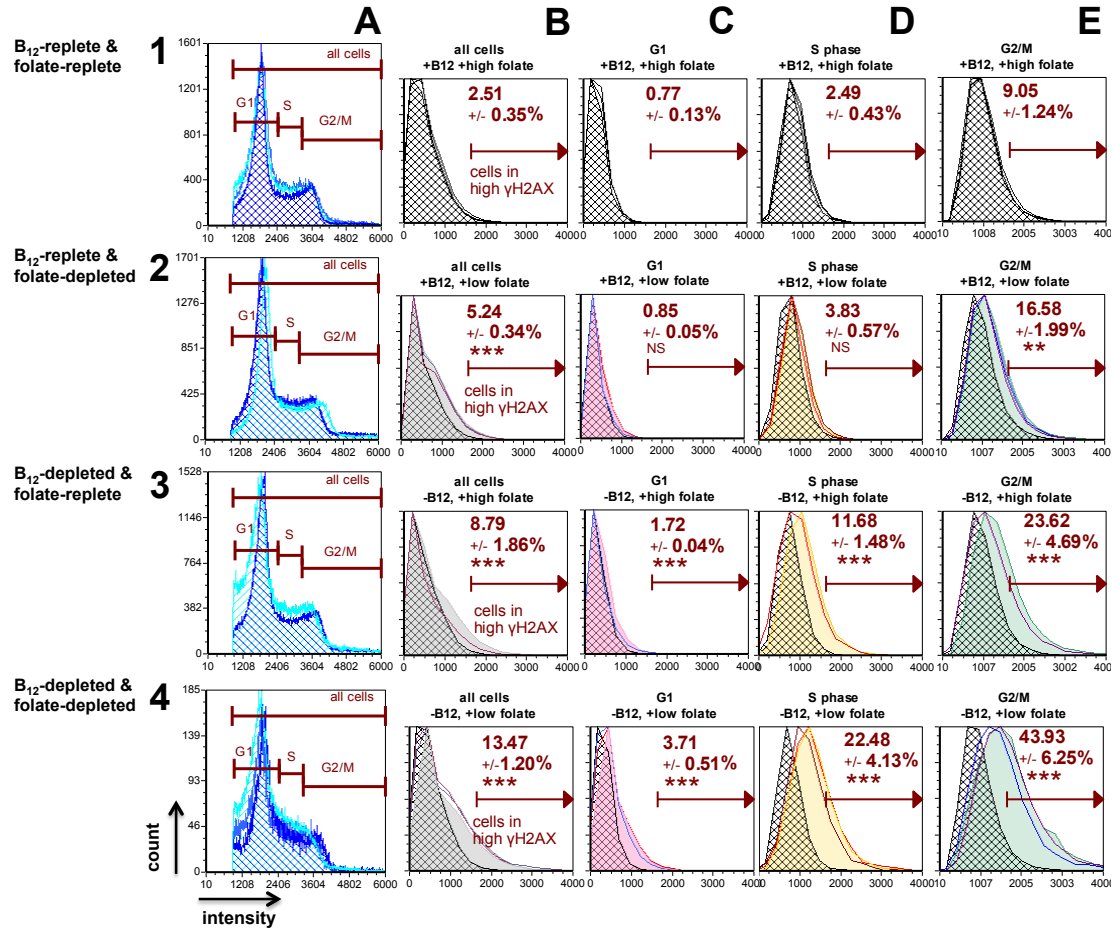 A B C D E
B12-replete &
folate-replete
1
1601
1201
801
400
0
all cells
G1 S
G2/M
10 1208 2406 3604 4802 6000
all cells
+B12 +high folate
2.51
+/- 0.35%
cells in
high γH2AX
0 1000 2000 3000 4000
G1
+B12, +high folate
0.77
+/- 0.13%
0 1000 2000 3000 4000
S phase
+B12, +high folate
2.49
+/- 0.43%
0 1000 2000 3000 4000
G2/M
+B12, +high folate
9.05
+/-1.24%
10 1008 2005 3003 400
B12-replete &
folate-depleted
2
1701
1276
851
425
0
all cells
G1 S
G2/M
10 1208 2406 3604 4802 6000
all cells
+B12, +low folate
5.24
+/- 0.34%
***
cells in
high γH2AX
0 1000 2000 3000 4000
G1
+B12, +low folate
0.85
+/- 0.05%
NS
0 1000 2000 3000 4000
S phase
+B12, +low folate
3.83
+/- 0.57%
NS
0 1000 2000 3000 4000
G2/M
+B12, +low folate
16.58
+/-1.99%
**
10 1007 2005 3003 400
B12-depleted &
folate-replete
3
1528
1146
764
382
0
all cells
G1 S
G2/M
10 1208 2406 3604 4802 6000
all cells
-B12, +high folate
8.79
+/- 1.86%
***
cells in
high γH2AX
0 1000 2000 3000 4000
G1
-B12, +high folate
1.72
+/- 0.04%
***
0 1000 2000 3000 4000
S phase
-B12, +high folate
11.68
+/- 1.48%
***
0 1000 2000 3000 4000
G2/M
-B12, +high folate
23.62
+/- 4.69%
***
10 1007 2005 3002 400
B12-depleted &
folate-depleted
4
185
139
93
46
0
all cells
G1 S
G2/M
10 1208 2406 3604 4802 6000
count
intensity
all cells
-B12, +low folate
13.47
+/-1.20%
***
cells in
high γH2AX
0 1000 2000 3000 4000
G1
-B12, +low folate
3.71
+/- 0.51%
***
0 1000 2000 3000 4000
S phase
-B12, +low folate
22.48
+/- 4.13%
***
0 1000 2000 3000 4000
G2/M
-B12, +low folate
43.93
+/- 6.25%
***
10 1007 2005 3003 400